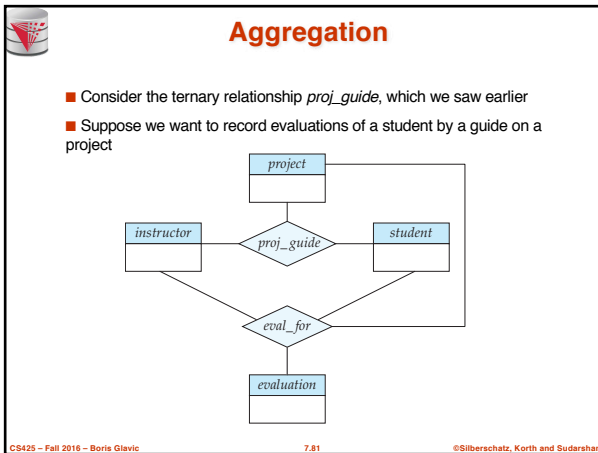 Aggregation
■ Consider the ternary relationship proj_guide, which we saw earlier
■ Suppose we want to record evaluations of a student by a guide on a
project
project
instructor
student
proj_guide
eval_for
evaluation
CS425 – Fall 2016 – Boris Glavic
7.81
©Silberschatz, Korth and Sudarshan